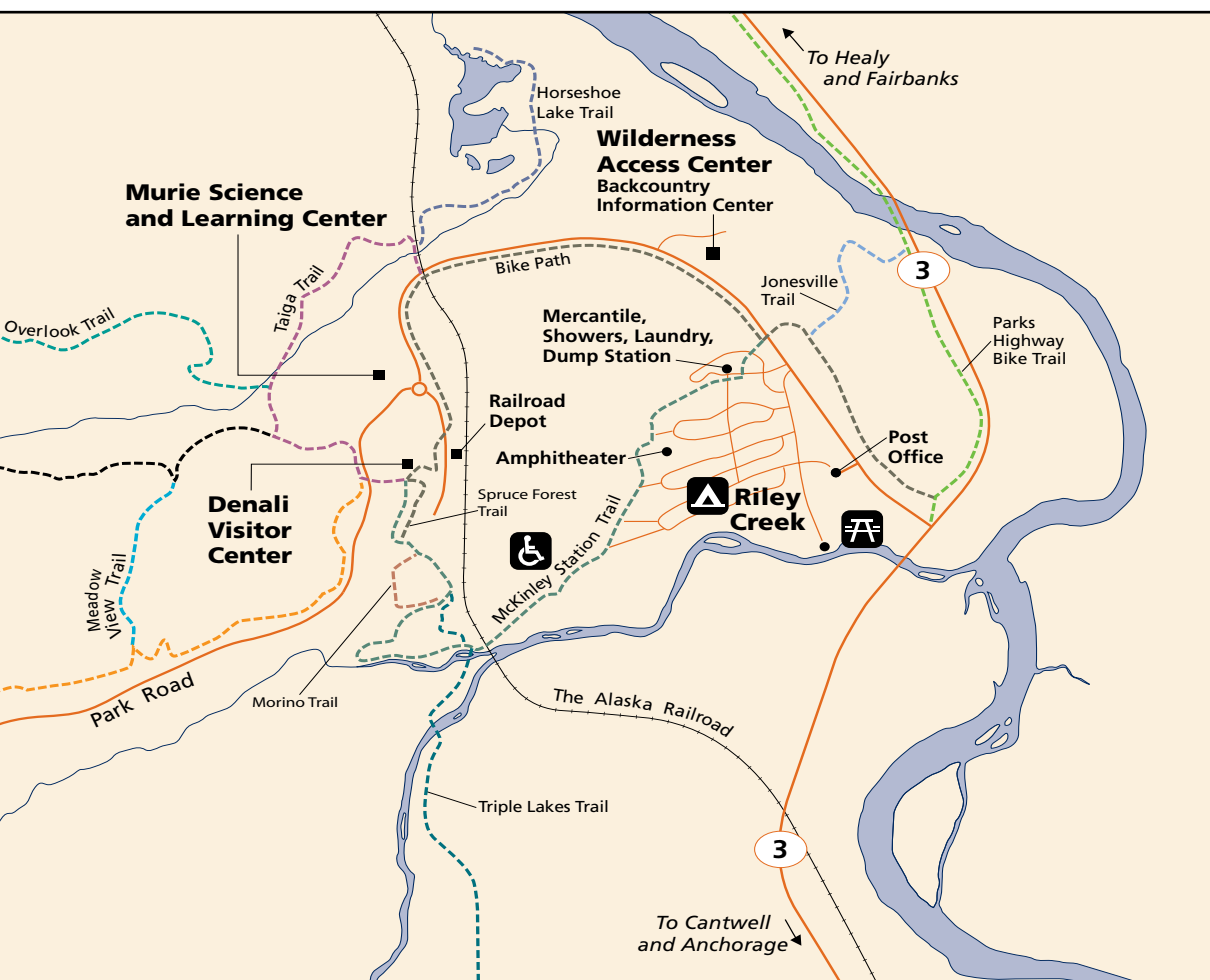 To Healy
and Fairbanks
Horseshoe
Lake Trail
Wilderness
Access Center
Backcountry
Information Center
Murie Science
and Learning Center
Bike Path
3
Jonesville
Trail
Taiga Trail
Overlook Trail
Mercantile,
Showers, Laundry,
Dump Station
Parks
Highway
Bike Trail
Railroad
Depot
Amphitheater
Post
Office
Denali
Visitor
Center
Spruce Forest
Trail
Riley
Creek
McKinley Station Trail
Meadow
View Trail
Park Road
Morino Trail
The Alaska Railroad
Triple Lakes Trail
3
To Cantwell
and Anchorage